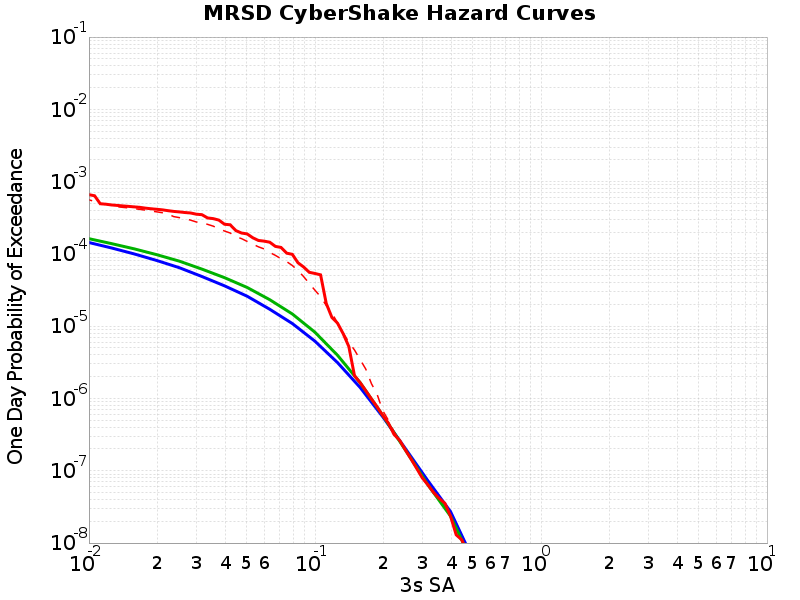 MRSD CyberShake Hazard Curves
One Day Probability of Exceedance
10^-1
10^-2
10^-3
10^-4
10^-5
10^-6
10^-7
10^-8
10^-2 2 3 4 5 6 10^-1 2 3 4 5 6 7 10^0 2 3 4 5 6 7 10^1
3s SA